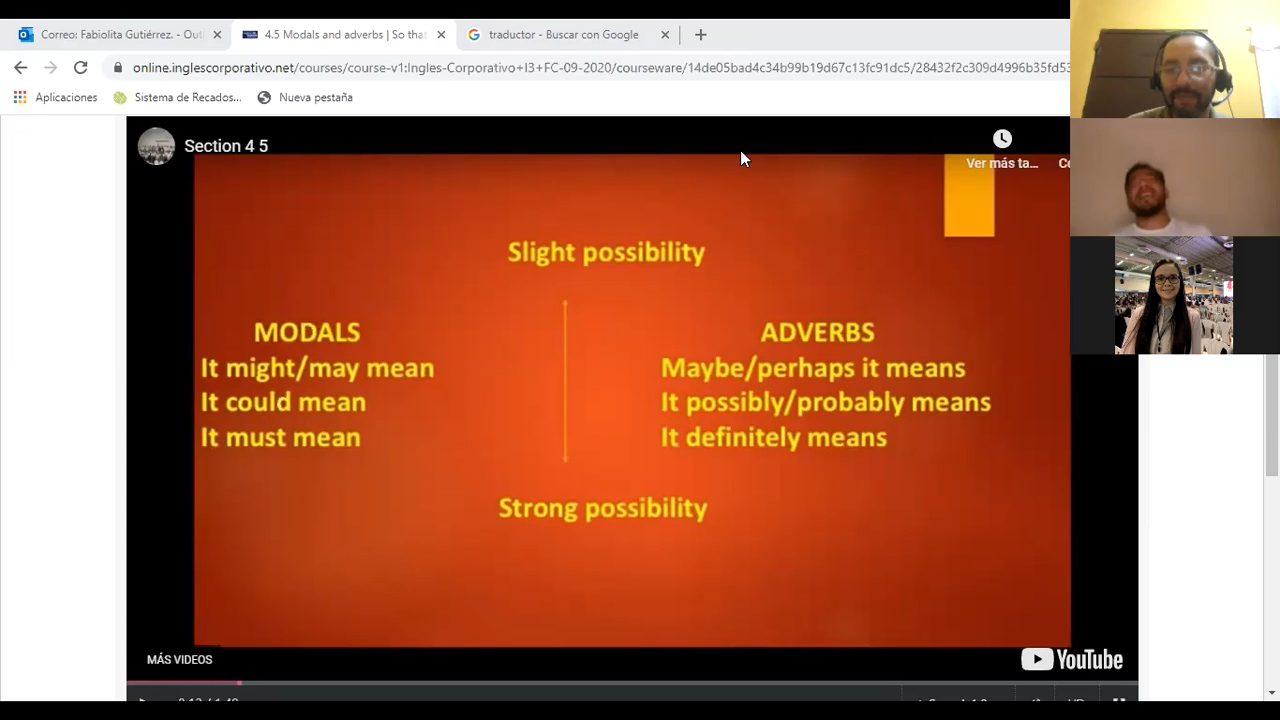 Correo: Fabiolita Gutiérrez. - Outl
4.5 Modals and adverbs | So that
traductor - Buscar con Google
online.inglescorporativo.net/courses/course-v1:Ingles-Corporativo+I3+FC-09-2020/courseware/14de05bad4c34b99b19d67c13fc91dc5/28432f2c309d4996b35fd53
Aplicaciones
Sistema de Recados...
Nueva pestaña
Section 4 5
Ver más ta...
Slight possibility
MODALS
It might/may mean
It could mean
It must mean
ADVERBS
Maybe/perhaps it means
It possibly/probably means
It definitely means
Strong possibility
MÁS VIDEOS
YouTube